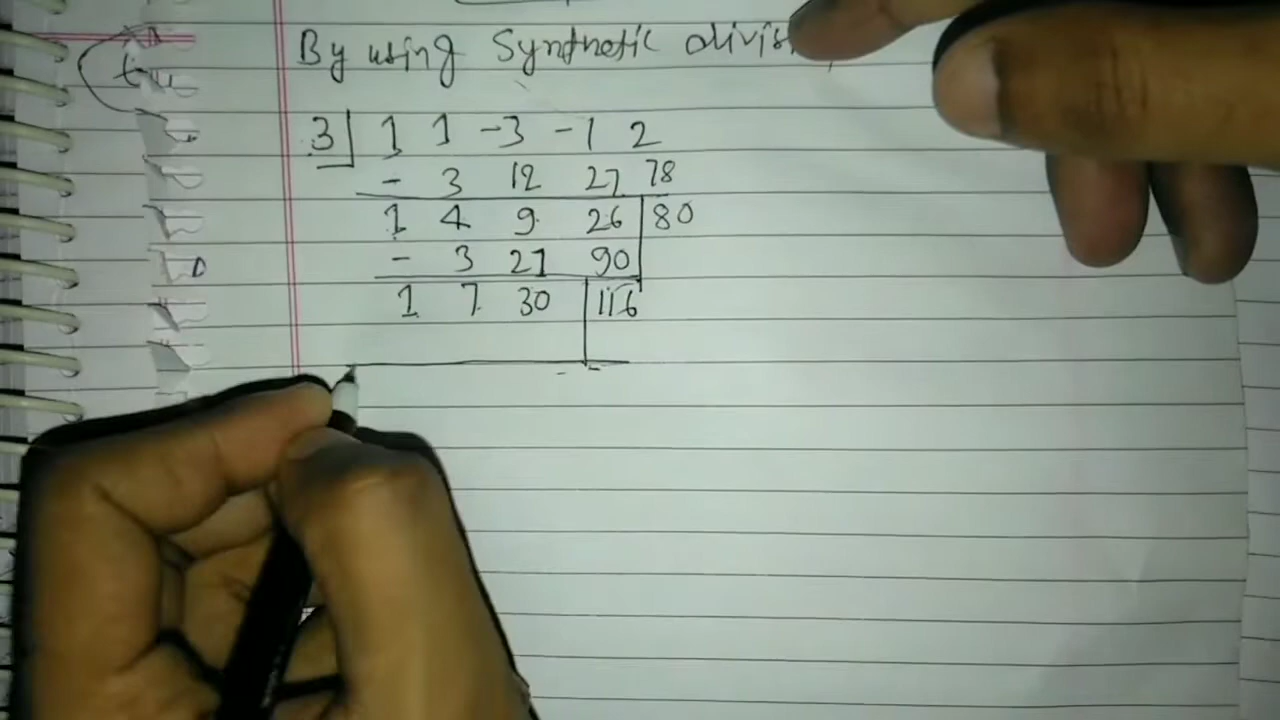 By using Synthetic
3 1 1 -3 -1 2
- 3 12 27 78
1 4 9 26 80
- 3 21 90
1 7 30 116